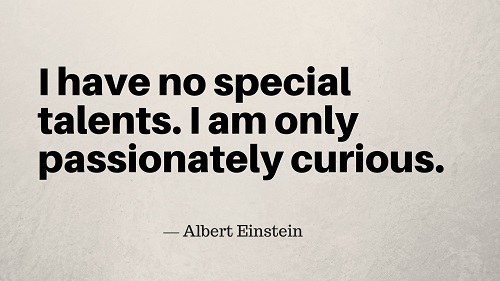 I have no special
talents. I am only
passionately curious.
— Albert Einstein